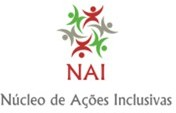 NAI
Núcleo de Ações Inclusivas